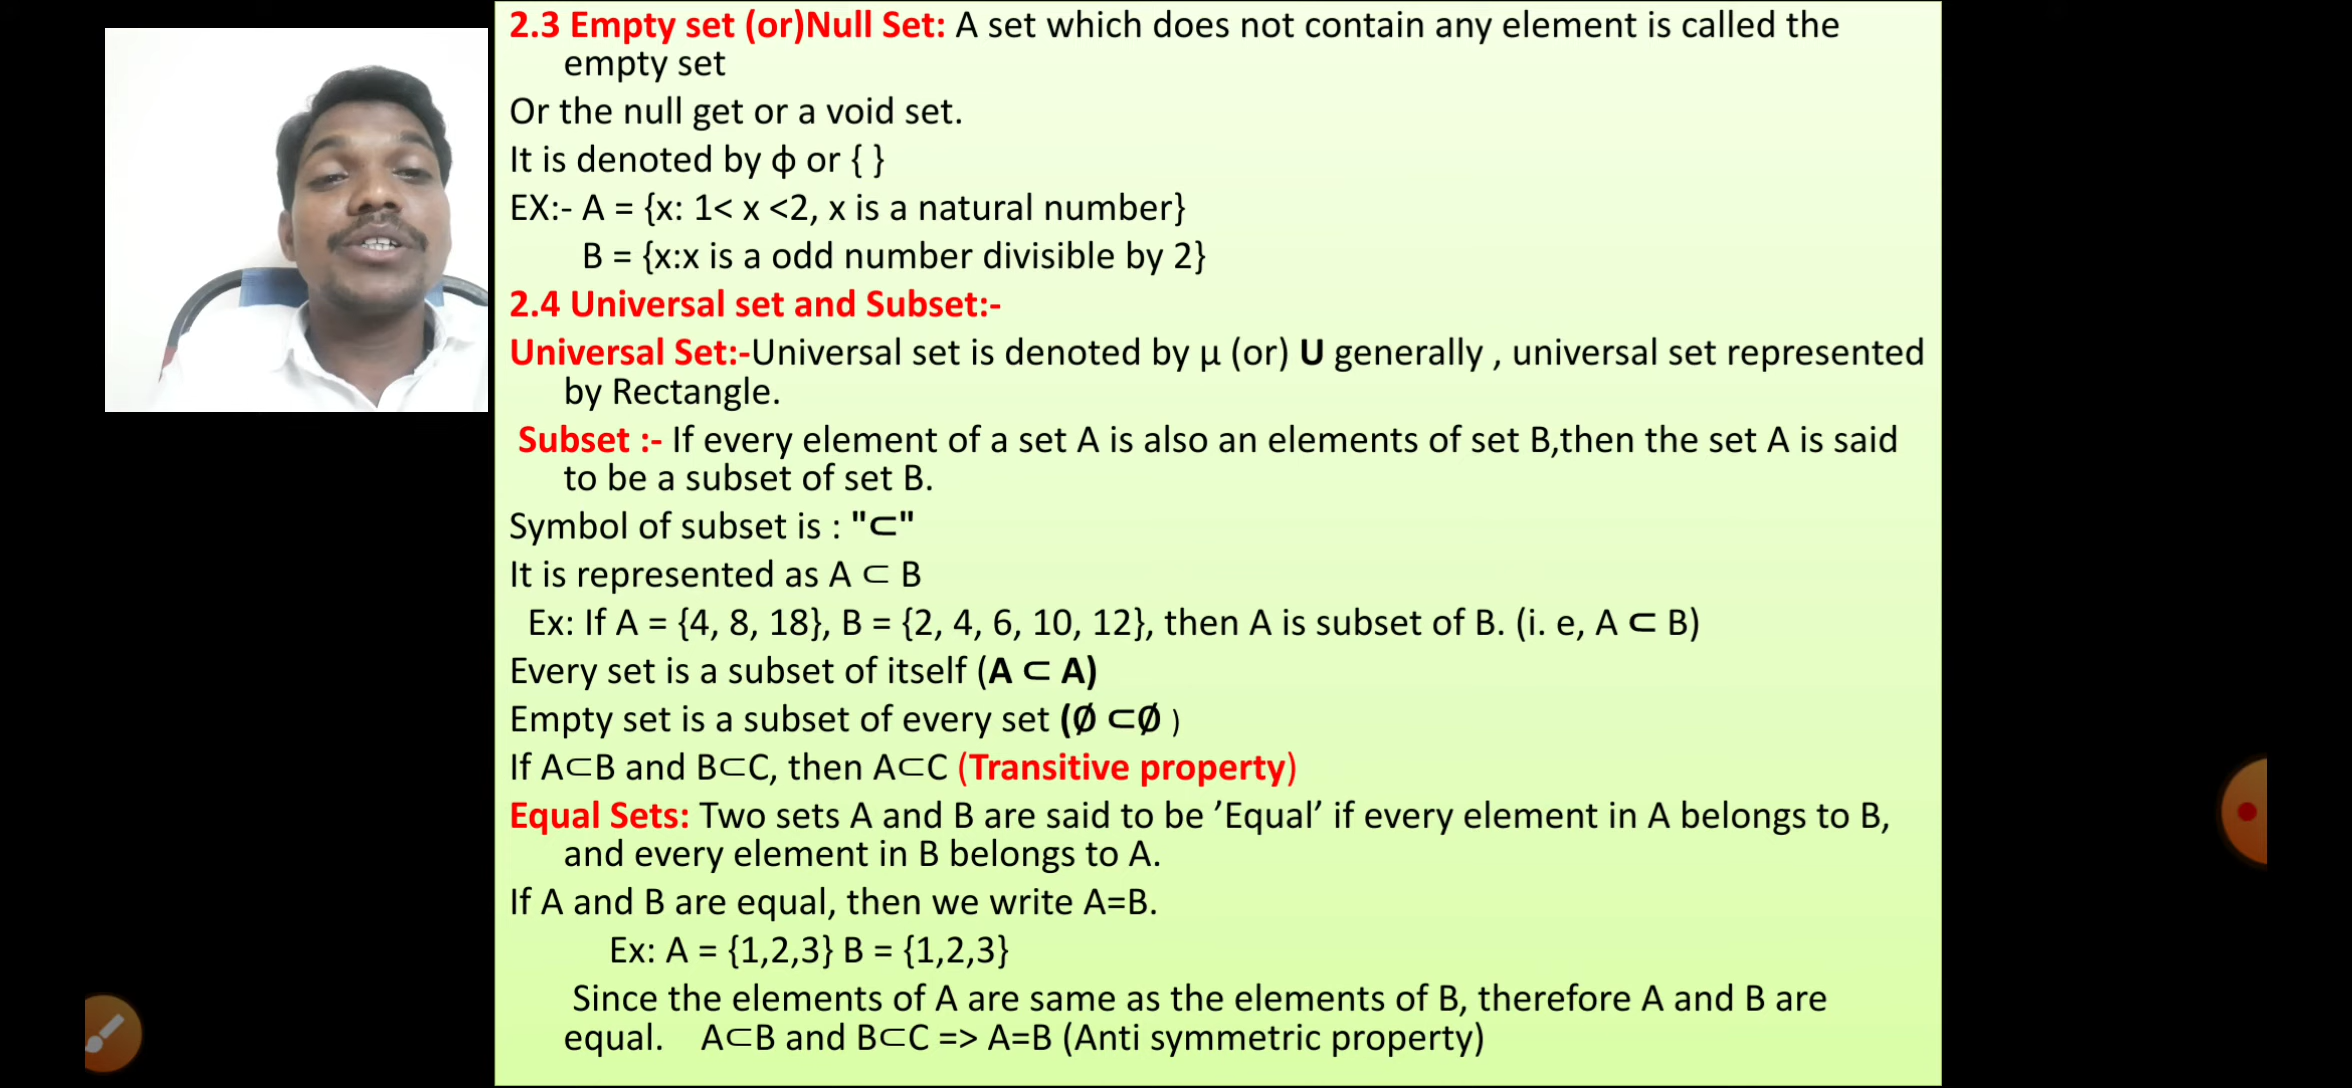 2.3 Empty set (or)Null Set: A set which does not contain any element is called the
empty set
Or the null get or a void set.
It is denoted by ф or { }
EX:- A = {x: 1< x <2, x is a natural number}
B = {x:x is a odd number divisible by 2}
2.4 Universal set and Subset:-
Universal Set:-Universal set is denoted by μ (or) U generally , universal set represented
by Rectangle.
Subset :- If every element of a set A is also an elements of set B,then the set A is said
to be a subset of set B.
Symbol of subset is : "⊂"
It is represented as A ⊂ B
Ex: If A = {4, 8, 18}, B = {2, 4, 6, 10, 12}, then A is subset of B. (i. e, A ⊂ B)
Every set is a subset of itself (A ⊂ A)
Empty set is a subset of every set (Ø ⊂Ø )
If A⊂B and B⊂C, then A⊂C (Transitive property)
Equal Sets: Two sets A and B are said to be ’Equal’ if every element in A belongs to B,
and every element in B belongs to A.
If A and B are equal, then we write A=B.
Ex: A = {1,2,3} B = {1,2,3}
Since the elements of A are same as the elements of B, therefore A and B are
equal. A⊂B and B⊂C => A=B (Anti symmetric property)